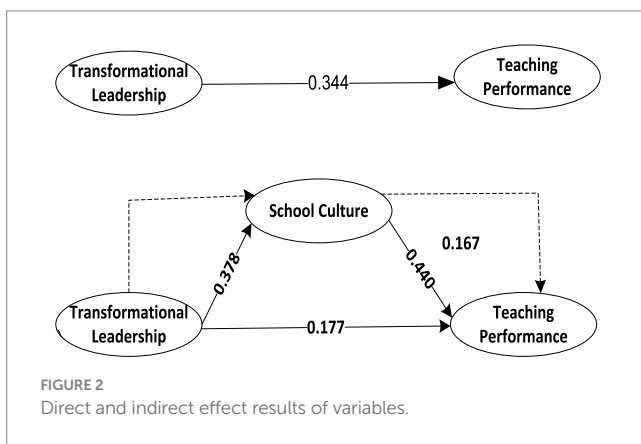 Transformational
Leadership
0.344
Teaching
Performance
School Culture
0.167
0.378
0.440
Transformational
Leadership
0.177
Teaching
Performance
FIGURE 2
Direct and indirect effect results of variables.